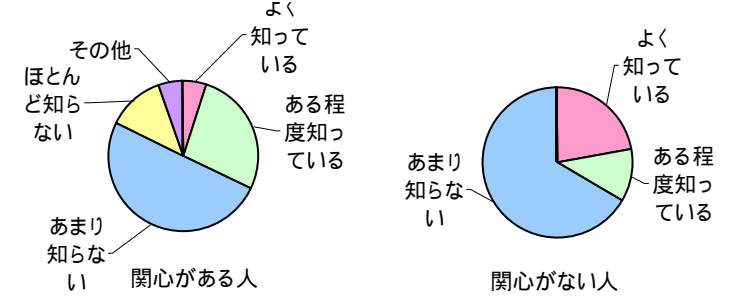 よく
知って
いる
ある程
度知っ
ている
あまり
知らな
い
ほとん
ど知ら
ない
その他
関心がある人
よく
知って
いる
ある程
度知っ
ている
あまり
知らな
い
関心がない人